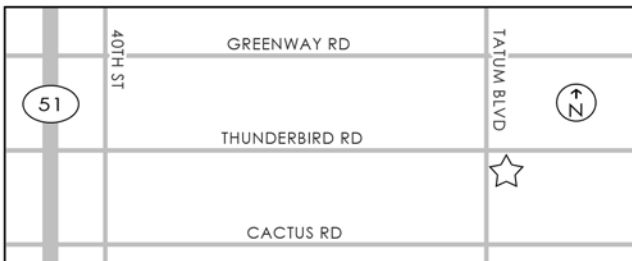 GREENWAY RD
40TH ST
TATUM BLVD
51
N
THUNDERBIRD RD
CACTUS RD